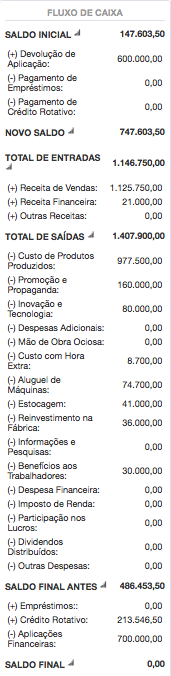 FLUXO DE CAIXA
SALDO INICIAL 147.603,50
(+) Devolução de
Aplicação: 600.000,00
(-) Pagamento de
Empréstimos: 0,00
(-) Pagamento de
Crédito Rotativo: 0,00
NOVO SALDO 747.603,50
TOTAL DE ENTRADAS
1.146.750,00
(+) Receita de Vendas: 1.125.750,00
(+) Receita Financeira: 21.000,00
(+) Outras Receitas: 0,00
TOTAL DE SAÍDAS 1.407.900,00
(-) Custo de Produtos
Produzidos: 977.500,00
(-) Promoção e
Propaganda: 160.000,00
(-) Inovação e
Tecnologia: 80.000,00
(-) Despesas Adicionais: 0,00
(-) Mão de Obra Ociosa: 0,00
(-) Custo com Hora
Extra: 8.700,00
(-) Aluguel de
Máquinas: 74.700,00
(-) Estocagem: 41.000,00
(-) Reinvestimento na
Fábrica: 36.000,00
(-) Informações e
Pesquisas: 0,00
(-) Benefícios aos
Trabalhadores: 30.000,00
(-) Despesa Financeira: 0,00
(-) Imposto de Renda: 0,00
(-) Participação nos
Lucros: 0,00
(-) Dividendos
Distribuídos: 0,00
(-) Outras Despesas: 0,00
SALDO FINAL ANTES 486.453,50
(+) Empréstimos:: 0,00
(+) Crédito Rotativo: 213.546,50
(-) Aplicações
Financeiras: 700.000,00
SALDO FINAL 0,00